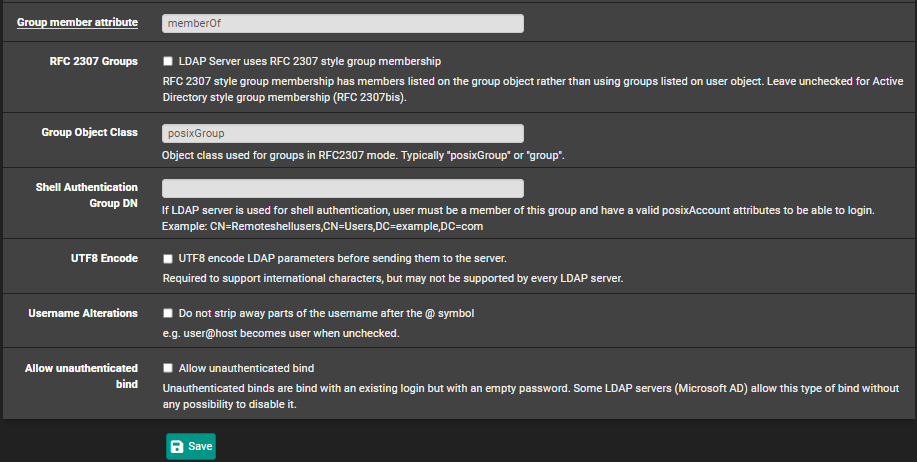 Group member attribute
memberOf
RFC 2307 Groups
LDAP Server uses RFC 2307 style group membership
RFC 2307 style group membership has members listed on the group object rather than using groups listed on user object. Leave unchecked for Active
Directory style group membership (RFC 2307bis).
Group Object Class
posixGroup
Object class used for groups in RFC2307 mode. Typically "posixGroup" or "group".
Shell Authentication
Group DN
If LDAP server is used for shell authentication, user must be a member of this group and have a valid posixAccount attributes to be able to login.
Example: CN=Remoteshellusers,CN=Users,DC=example,DC=com
UTF8 Encode
UTF8 encode LDAP parameters before sending them to the server.
Required to support international characters, but may not be supported by every LDAP server.
Username Alterations
Do not strip away parts of the username after the @ symbol
e.g. user@host becomes user when unchecked.
Allow unauthenticated
bind
Allow unauthenticated bind
Unauthenticated binds are bind with an existing login but with an empty password. Some LDAP servers (Microsoft AD) allow this type of bind without
any possibility to disable it.
Save